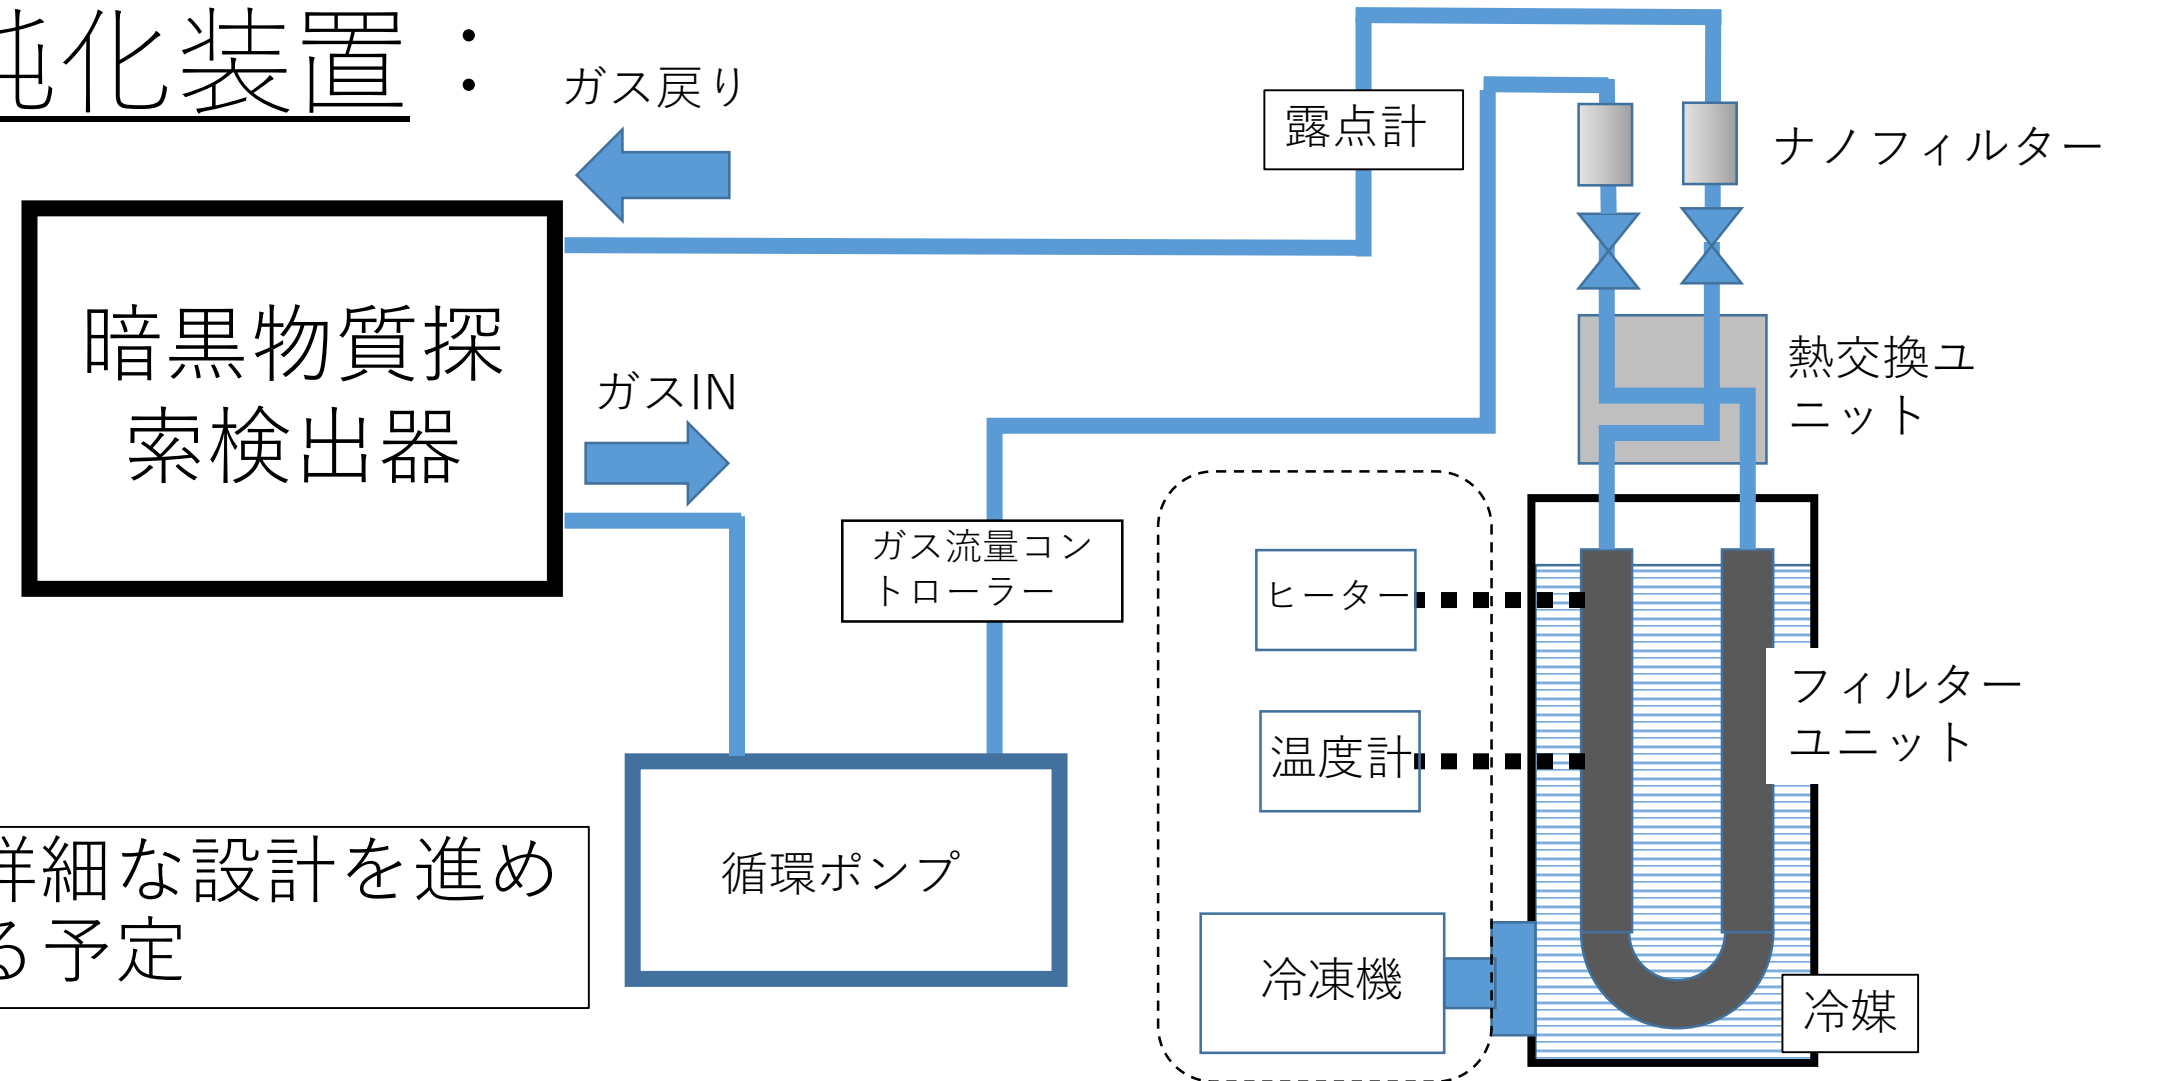 純化装置：
ガス戻り
露点計
ナノフィルター
暗黒物質探
索検出器
熱交換ユ
ニット
ガスIN
ガス流量コン
トローラー
ヒーター
フィルター
ユニット
温度計
循環ポンプ
詳細な設計を進め
る予定
冷凍機
冷媒